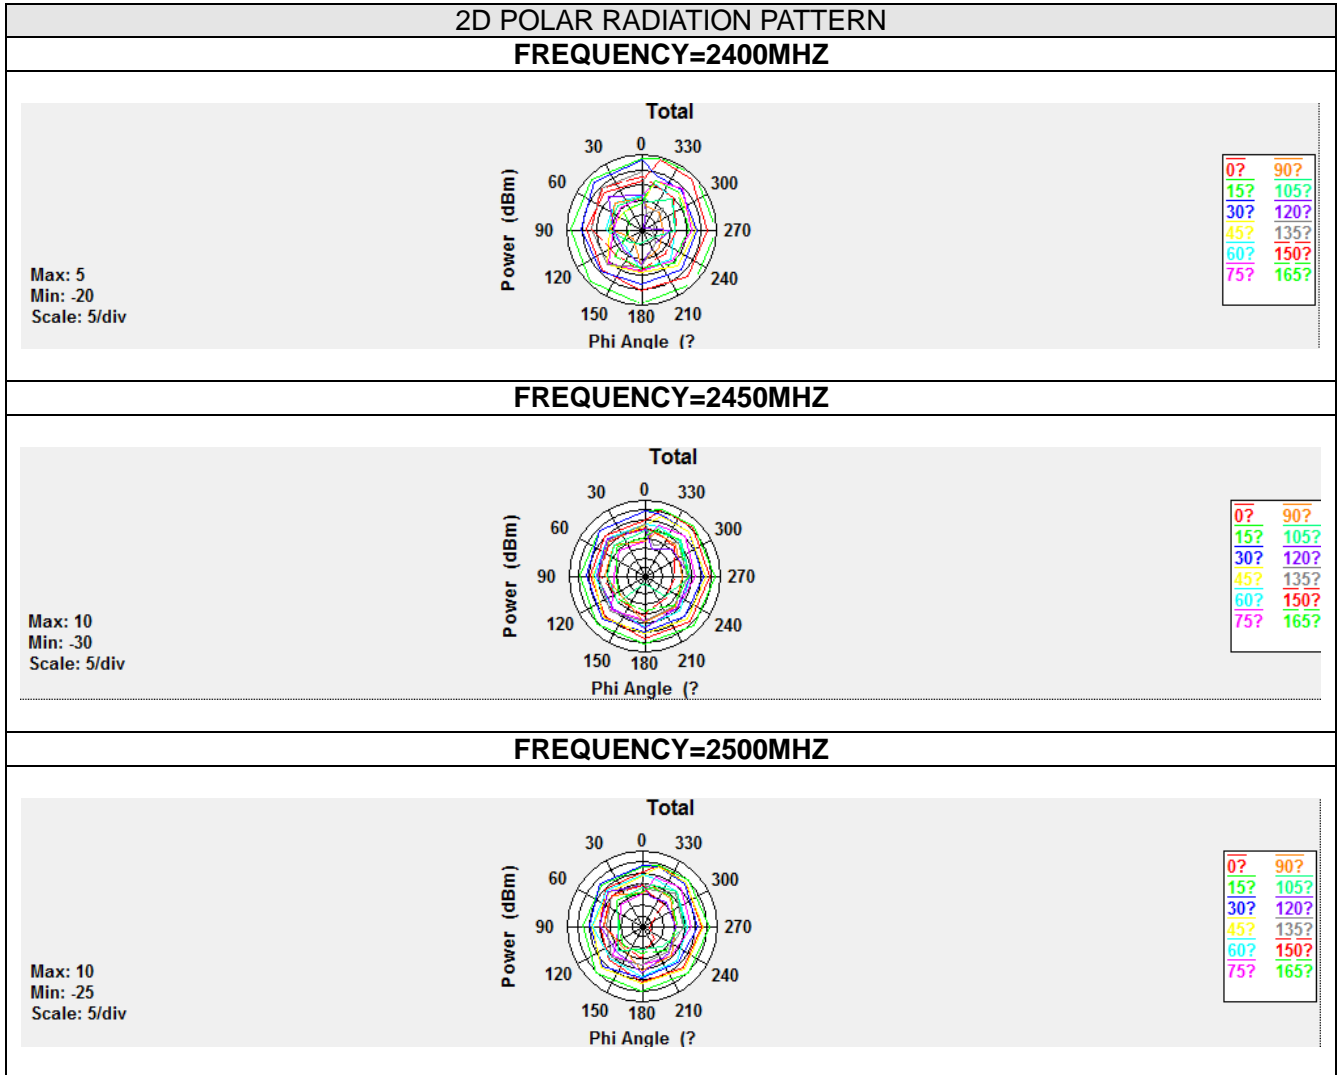 2D POLAR RADIATION PATTERN
FREQUENCY=2400MHZ
Total
30 0 330
60 300
90 270
120 240
150 180 210
Power (dBm)
Phi Angle (?
Max: 5
Min: -20
Scale: 5/div
0? 90?
15? 105?
30? 120?
45? 135?
60? 150?
75? 165?
FREQUENCY=2450MHZ
Total
30 0 330
60 300
90 270
120 240
150 180 210
Power (dBm)
Phi Angle (?
Max: 10
Min: -30
Scale: 5/div
0? 90?
15? 105?
30? 120?
45? 135?
60? 150?
75? 165?
FREQUENCY=2500MHZ
Total
30 0 330
60 300
90 270
120 240
150 180 210
Power (dBm)
Phi Angle (?
Max: 10
Min: -25
Scale: 5/div
0? 90?
15? 105?
30? 120?
45? 135?
60? 150?
75? 165?